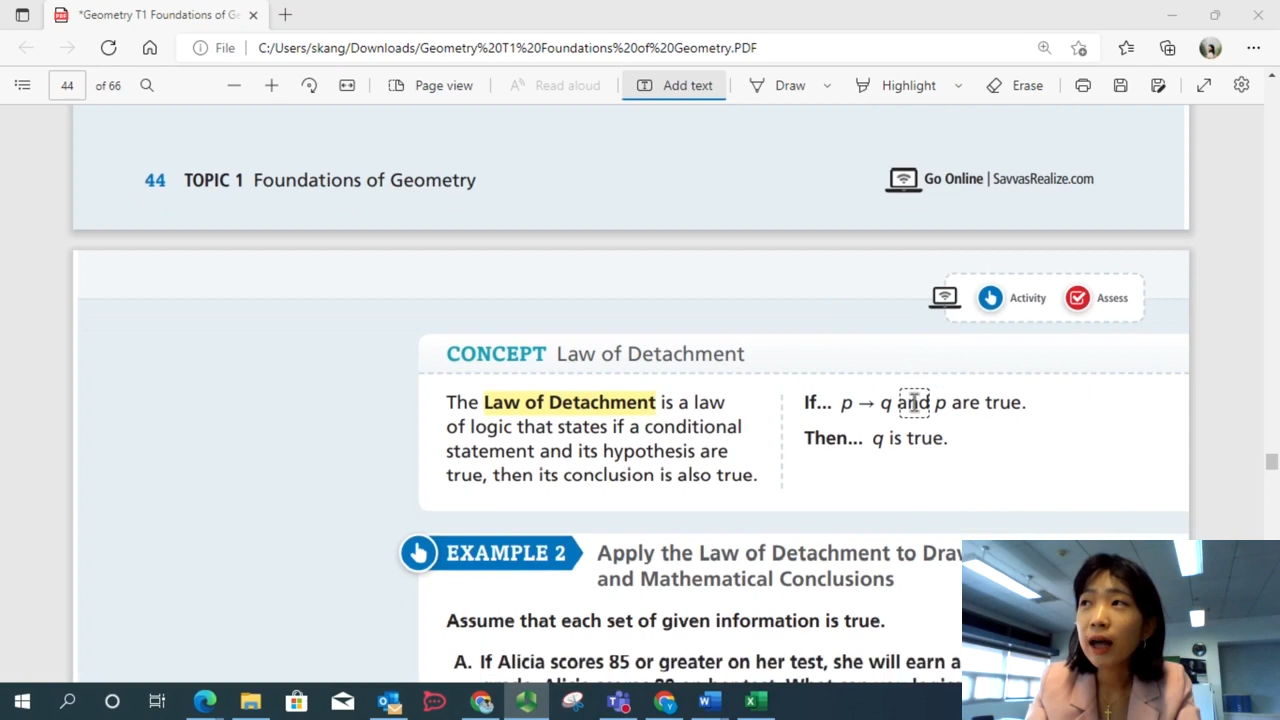 *Geometry T1 Foundations of Ge
File
C:/Users/skang/Downloads/Geometry%20T1%20Foundations%20of%20Geometry.PDF
44 of 66
Page view
Read aloud
Add text
Draw
Highlight
Erase
44 TOPIC 1 Foundations of Geometry
Go Online | SavvasRealize.com
Activity
Assess
CONCEPT Law of Detachment
The Law of Detachment is a law
of logic that states if a conditional
statement and its hypothesis are
true, then its conclusion is also true.
If... p → q and p are true.
Then... q is true.
EXAMPLE 2
Apply the Law of Detachment to Drav
and Mathematical Conclusions
Assume that each set of given information is true.
A. If Alicia scores 85 or greater on her test, she will earn a